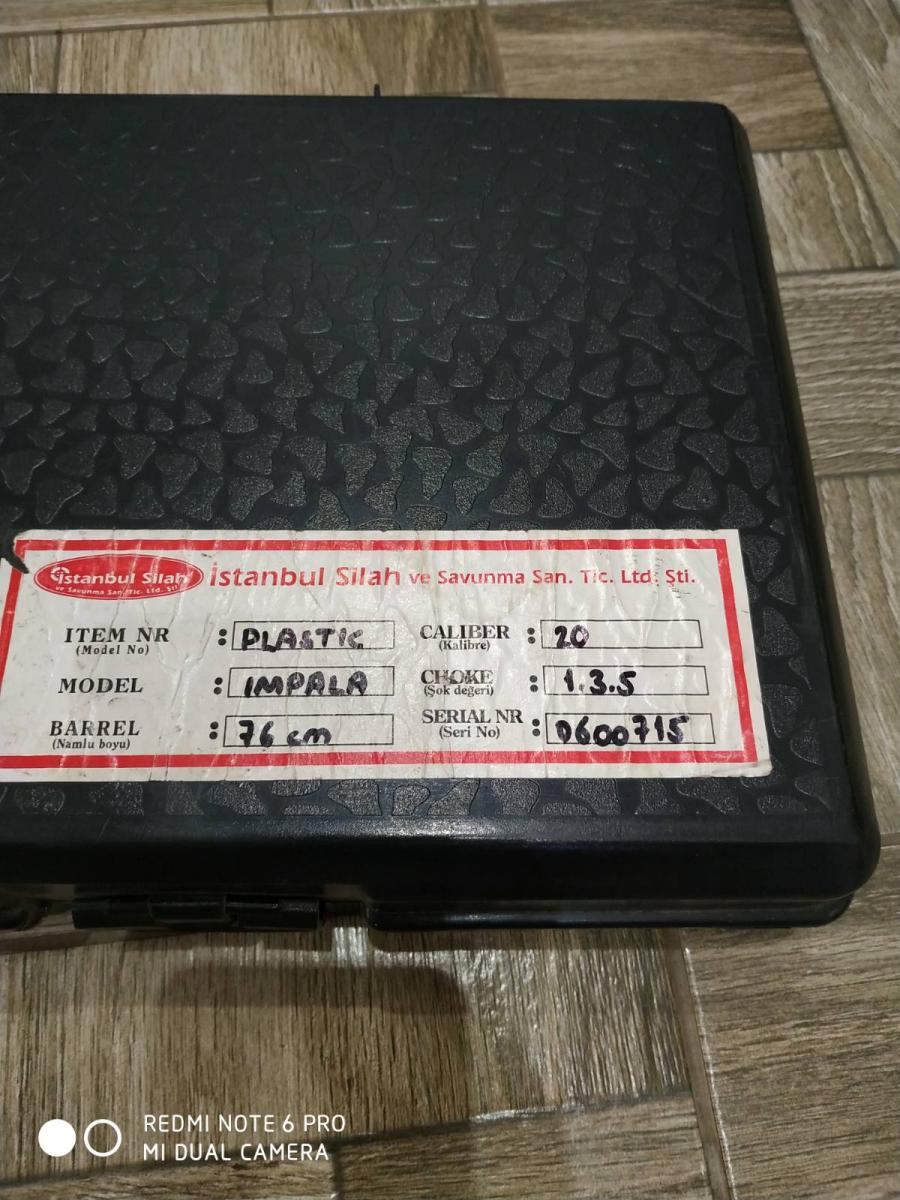 istanbul Silah
ve Savunma San. Tic. Ltd. Şti.
istanbul Silah ve Savunma San. Tic. Ltd. Şti.
ITEM NR : PLASTIC CALIBER : 20
(Model No) (Kalibre)
MODEL : IMPALA CHOKE : 1.3.5
(Şok değeri)
BARREL : 76 cm SERIAL NR : 0600715
(Namlu boyu) (Seri No)
REDMI NOTE 6 PRO
MI DUAL CAMERA